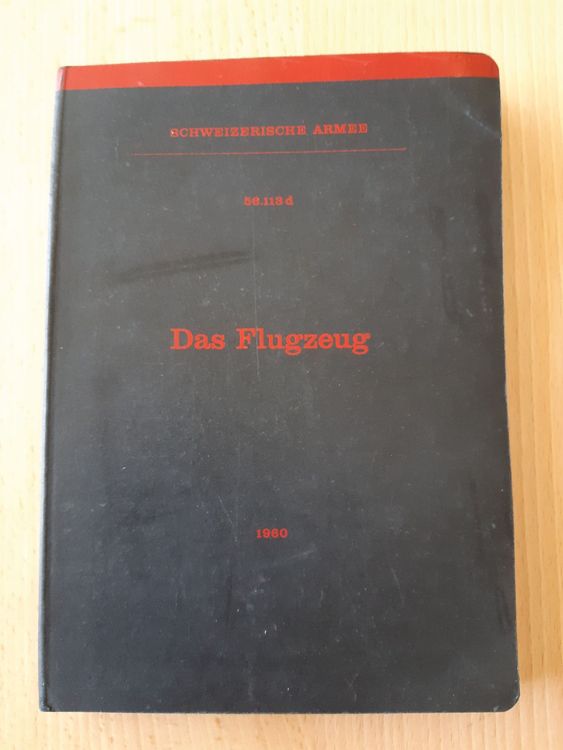 SCHWEIZERISCHE ARMEE
56.113 d
Das Flugzeug
1960